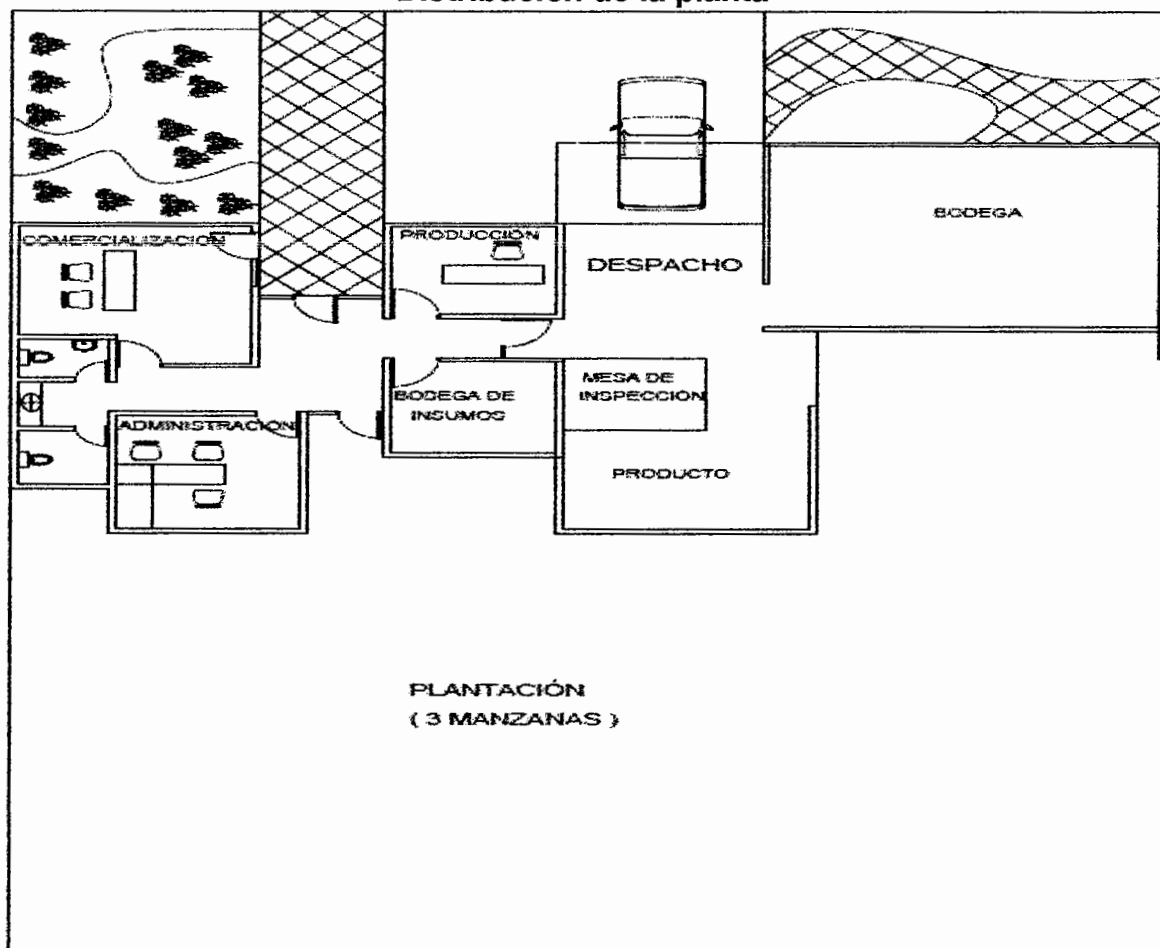 Distribución de la planta
COMERCIALIZACION
PRODUCCIÓN
DESPACHO
BODEGA
BODEGA DE
INSUMOS
MESA DE
INSPECCION
ADMINISTRACION
PRODUCTO
PLANTACIÓN
( 3 MANZANAS )